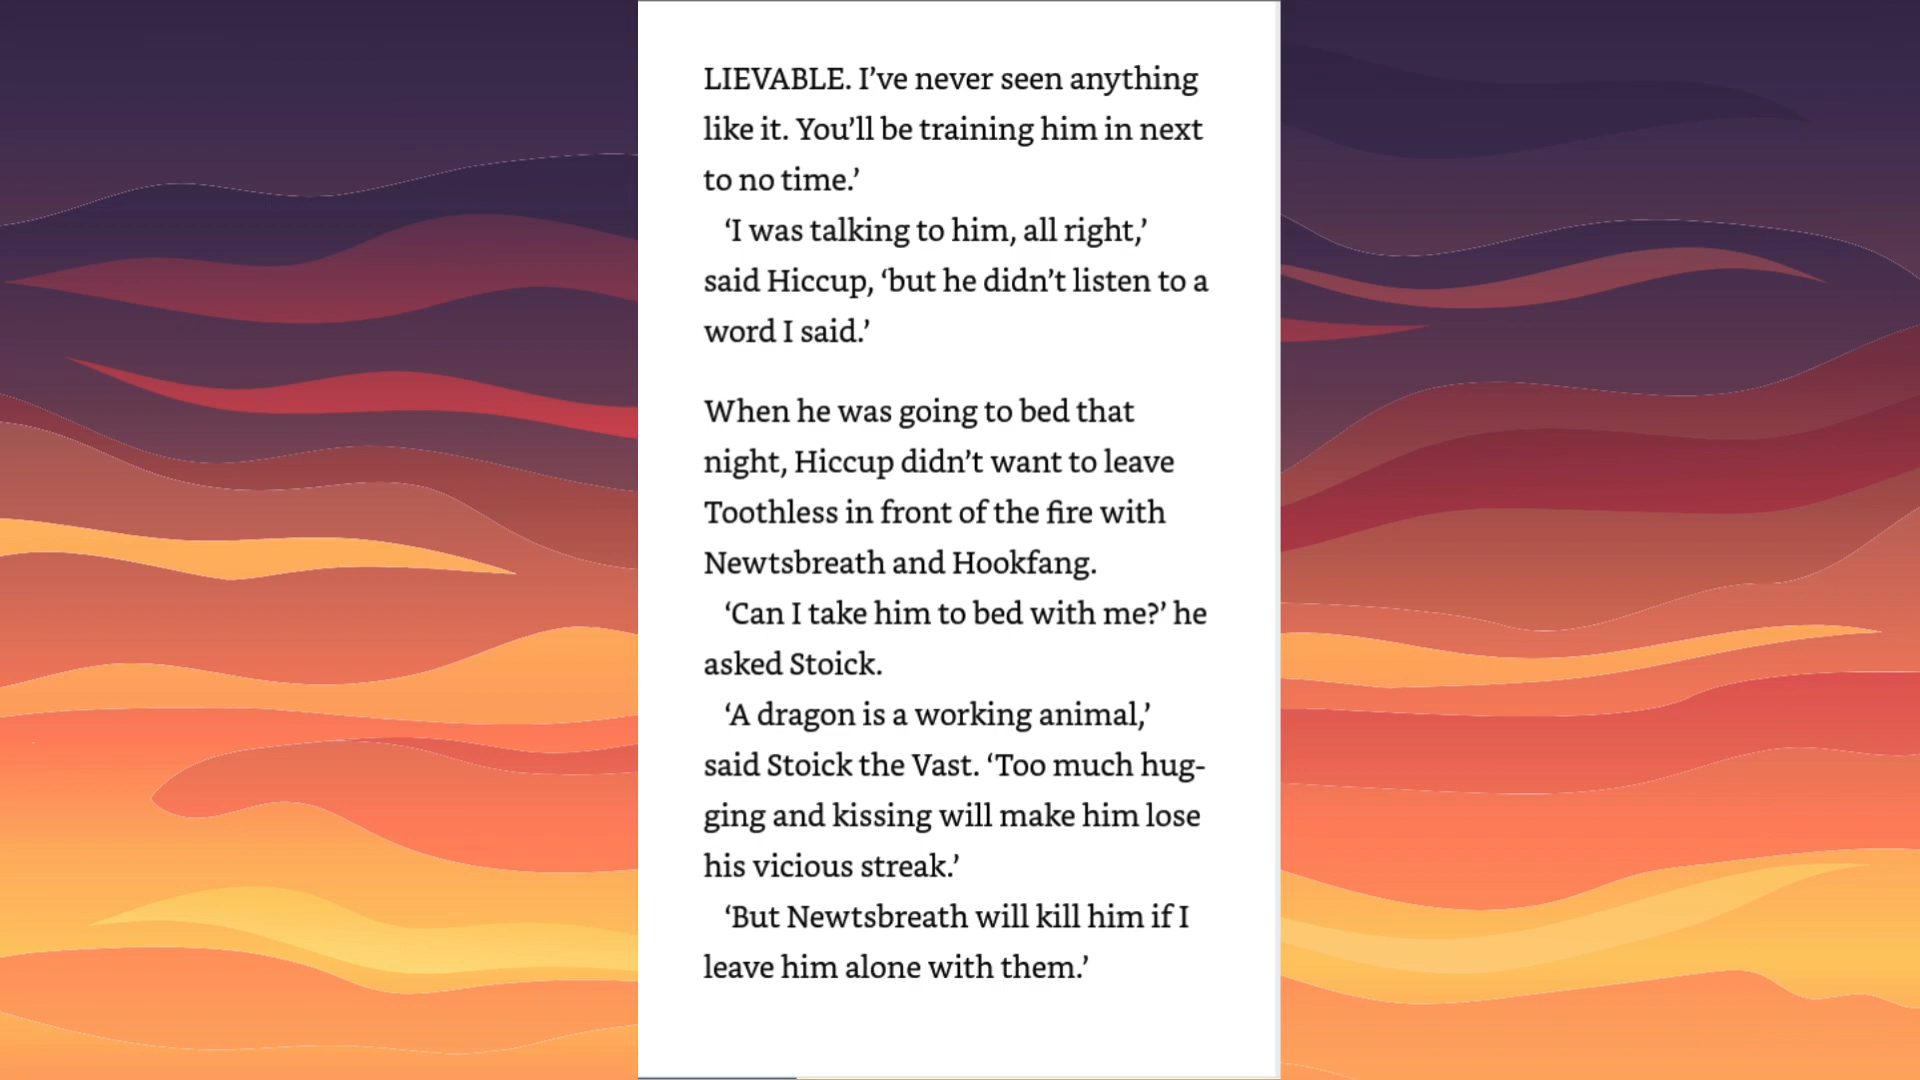 LIEVABLE. I’ve never seen anything
like it. You’ll be training him in next
to no time.’
‘I was talking to him, all right,’
said Hiccup, ‘but he didn’t listen to a
word I said.’
When he was going to bed that
night, Hiccup didn’t want to leave
Toothless in front of the fire with
Newtsbreath and Hookfang.
‘Can I take him to bed with me?’ he
asked Stoick.
‘A dragon is a working animal,’
said Stoick the Vast. ‘Too much hug-
ging and kissing will make him lose
his vicious streak.’
‘But Newtsbreath will kill him if I
leave him alone with them.’